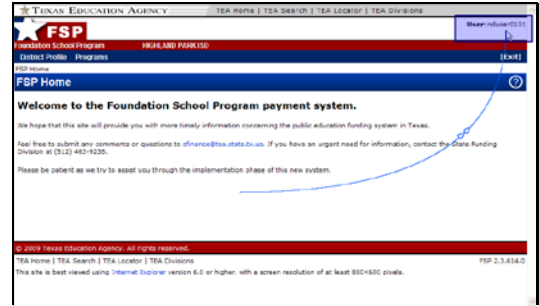 TEXAS EDUCATION AGENCY TEA Home | TEA Search | TEA Locator | TEA Divisions
FSP User: nduser0101
Foundation School Program HIGHLAND PARK ISD
District Profile Programs [Exit]
FSP Home
FSP Home ?
Welcome to the Foundation School Program payment system.
We hope that this site will provide you with more timely information concerning the public education funding system in Texas.
Feel free to submit any comments or questions to sfinance@tea.state.tx.us. If you have an urgent need for information, contact the State Funding
Division at (512) 463-9238.
Please be patient as we try to assist you through the implementation phase of this new system.
© 2009 Texas Education Agency. All rights reserved.
TEA Home | TEA Search | TEA Locator | TEA Divisions FSP 2.3.614.0
This site is best viewed using Internet Explorer version 6.0 or higher, with a screen resolution of at least 800×600 pixels.